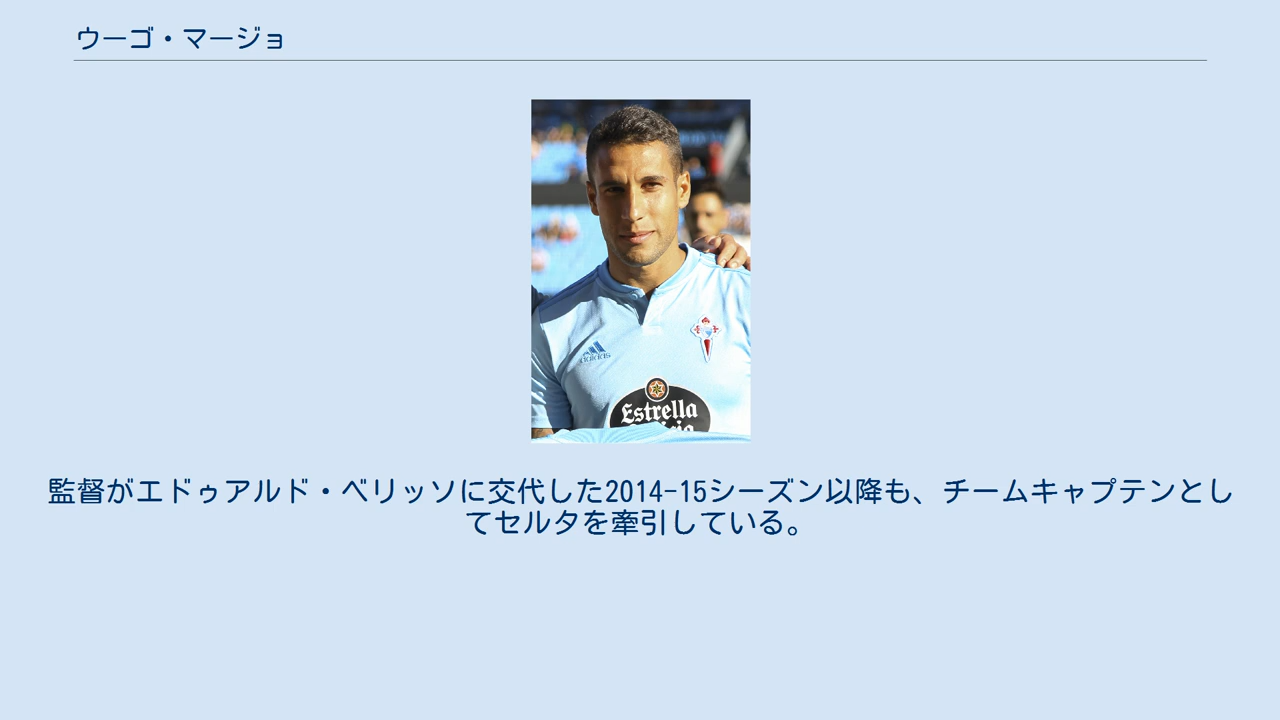 ウーゴ・マージョ
adidas
Estrella
監督がエドゥアルド・ベリッソに交代した2014-15シーズン以降も、チームキャプテンとし
てセルタを牽引している。